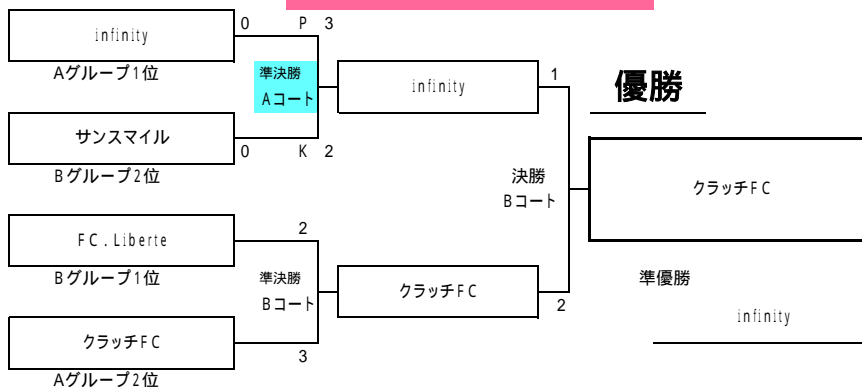 infinity
0 P 3
Aグループ1位
準決勝
Aコート
infinity
1
優勝
サンスマイル
0 K 2
Bグループ2位
決勝
Bコート
クラッチFC
FC.Liberte
2
Bグループ1位
準決勝
Bコート
クラッチFC
2
準優勝
infinity
クラッチFC
3
Aグループ2位